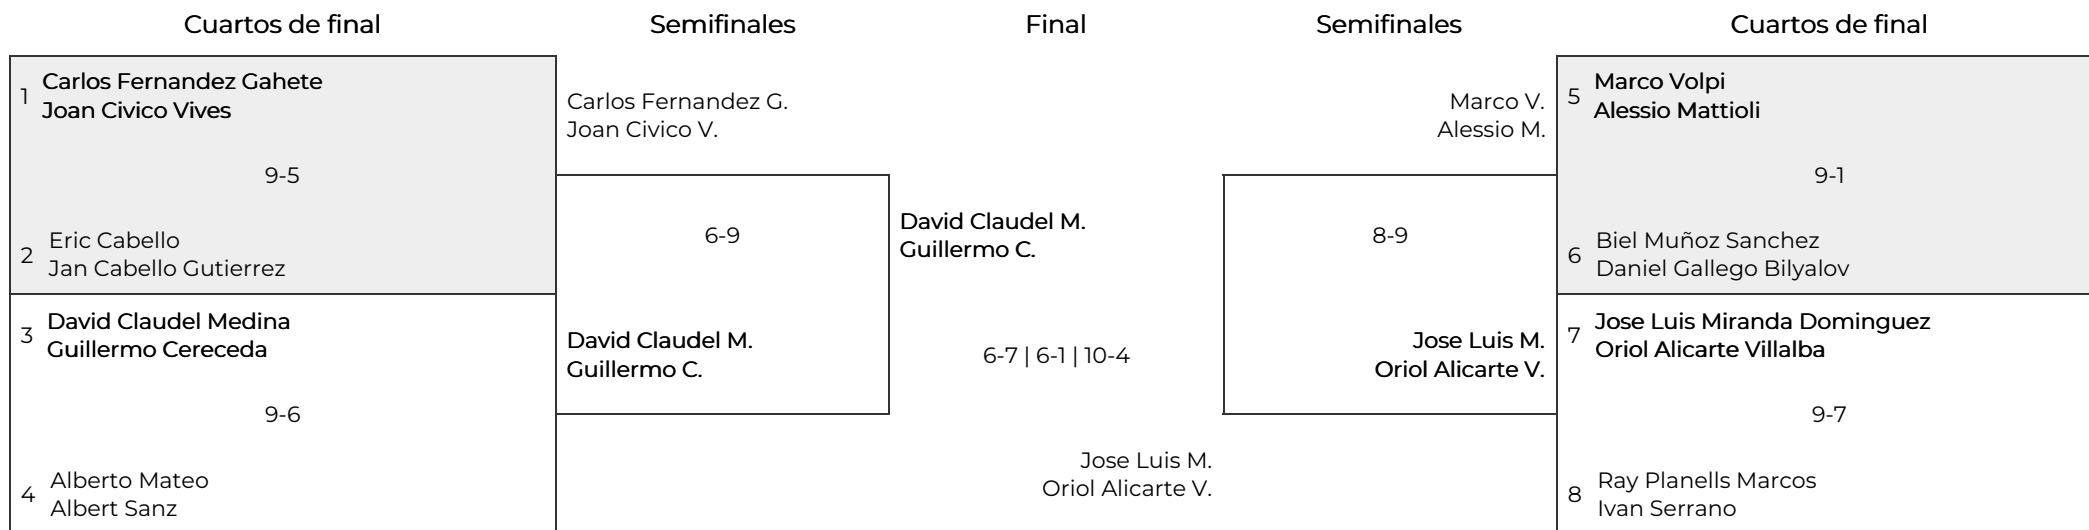 Cuartos de final
Semifinales
Final
Semifinales
Cuartos de final
1
Carlos Fernandez Gahete
Joan Civico Vives
9-5
2
Eric Cabello
Jan Cabello Gutierrez
3
David Claudel Medina
Guillermo Cereceda
9-6
4
Alberto Mateo
Albert Sanz
Carlos Fernandez G.
Joan Civico V.
6-9
David Claudel M.
Guillermo C.
David Claudel M.
Guillermo C.
6-7 | 6-1 | 10-4
Jose Luis M.
Oriol Alicarte V.
Marco V.
Alessio M.
8-9
Jose Luis M.
Oriol Alicarte V.
5
Marco Volpi
Alessio Mattioli
9-1
6
Biel Muñoz Sanchez
Daniel Gallego Bilyalov
7
Jose Luis Miranda Dominguez
Oriol Alicarte Villalba
9-7
8
Ray Planells Marcos
Ivan Serrano